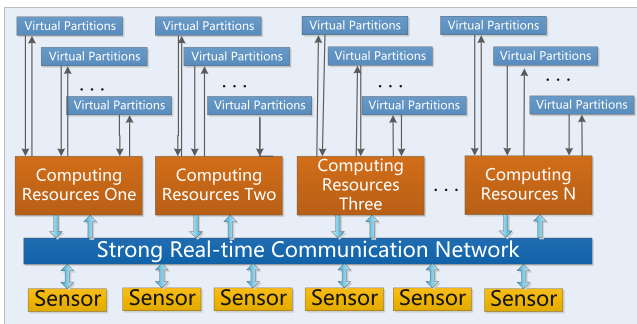 Virtual Partitions
Virtual Partitions
Virtual Partitions
Virtual Partitions
Virtual Partitions
Virtual Partitions
Virtual Partitions
Virtual Partitions
. . .
. . .
. . .
. . .
Virtual Partitions
Virtual Partitions
Virtual Partitions
Virtual Partitions
Computing
Resources One
Computing
Resources Two
Computing
Resources
Three
. . .
Computing
Resources N
Strong Real-time Communication Network
Sensor
Sensor
Sensor
Sensor
Sensor
Sensor